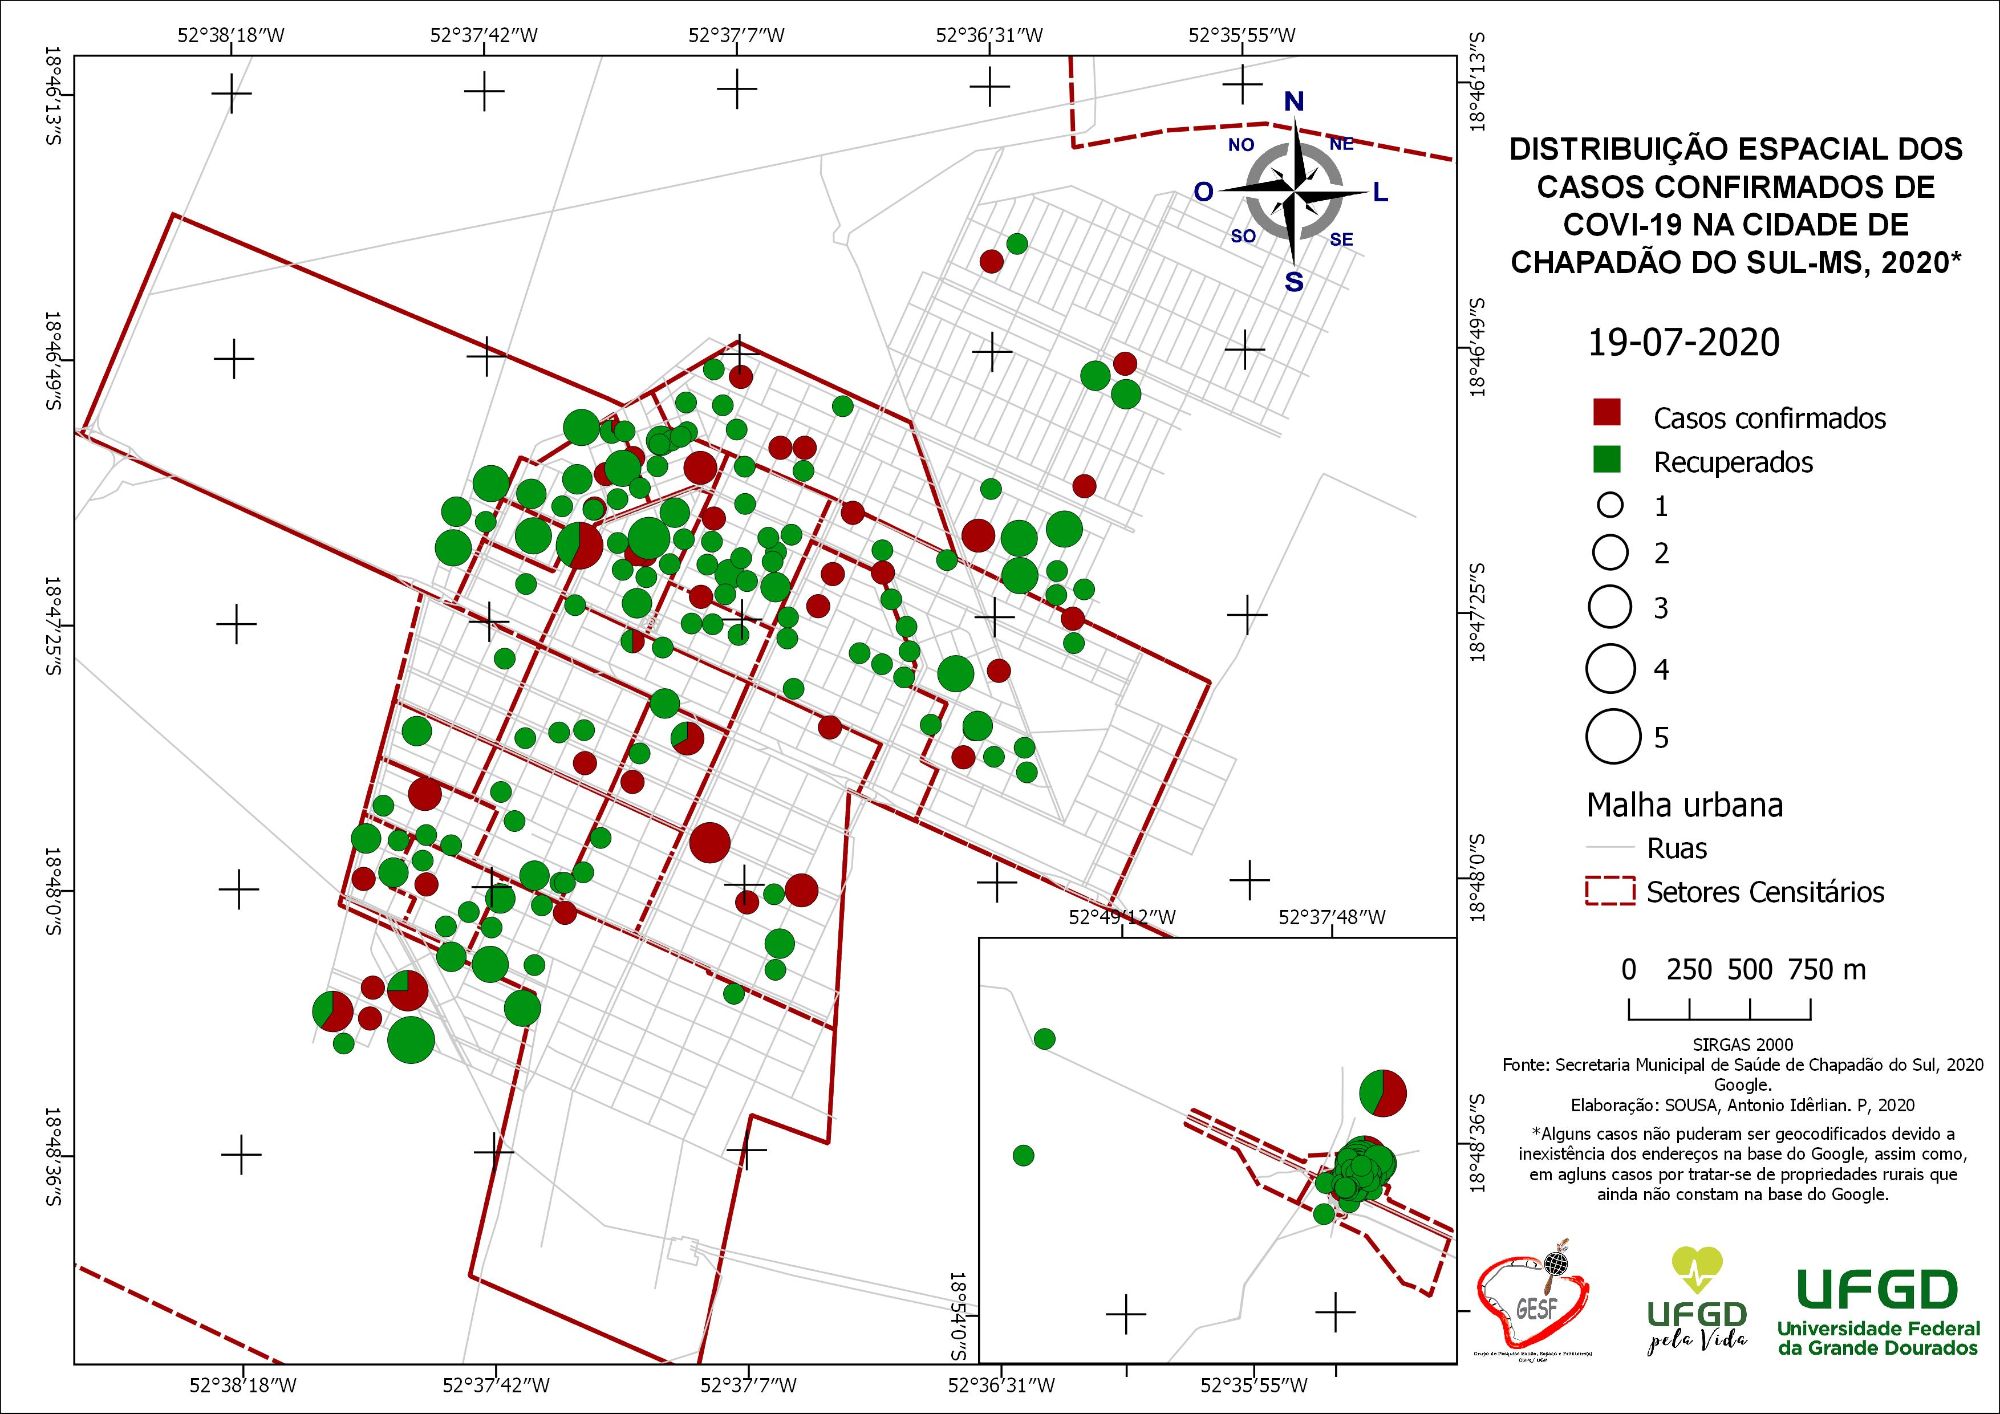 52°38′18″W 52°37′42″W 52°37′7″W 52°36′31″W 52°35′55″W
18°46′13″S 18°46′49″S 18°47′25″S 18°48′0″S 18°48′36″S
18°46′13″S 18°46′49″S 18°47′25″S 18°48′0″S 18°48′36″S
N
NO NE
O L
SO SE
S
52°49′12″W 52°37′48″W
18°54′0″S
52°38′18″W 52°37′42″W 52°37′7″W 52°36′31″W 52°35′55″W
DISTRIBUIÇÃO ESPACIAL DOS
CASOS CONFIRMADOS DE
COVI-19 NA CIDADE DE
CHAPADÃO DO SUL-MS, 2020*
19-07-2020
Casos confirmados
Recuperados
1
2
3
4
5
Malha urbana
Ruas
Setores Censitários
0 250 500 750 m
SIRGAS 2000
Fonte: Secretaria Municipal de Saúde de Chapadão do Sul, 2020
Google.
Elaboração: SOUSA, Antonio Idêrlian. P, 2020
*Alguns casos não puderam ser geocodificados devido a
inexistência dos endereços na base do Google, assim como,
em agluns casos por tratar-se de propriedades rurais que
ainda não constam na base do Google.
GESF
UFGD
pela Vida
UFGD
Universidade Federal
da Grande Dourados